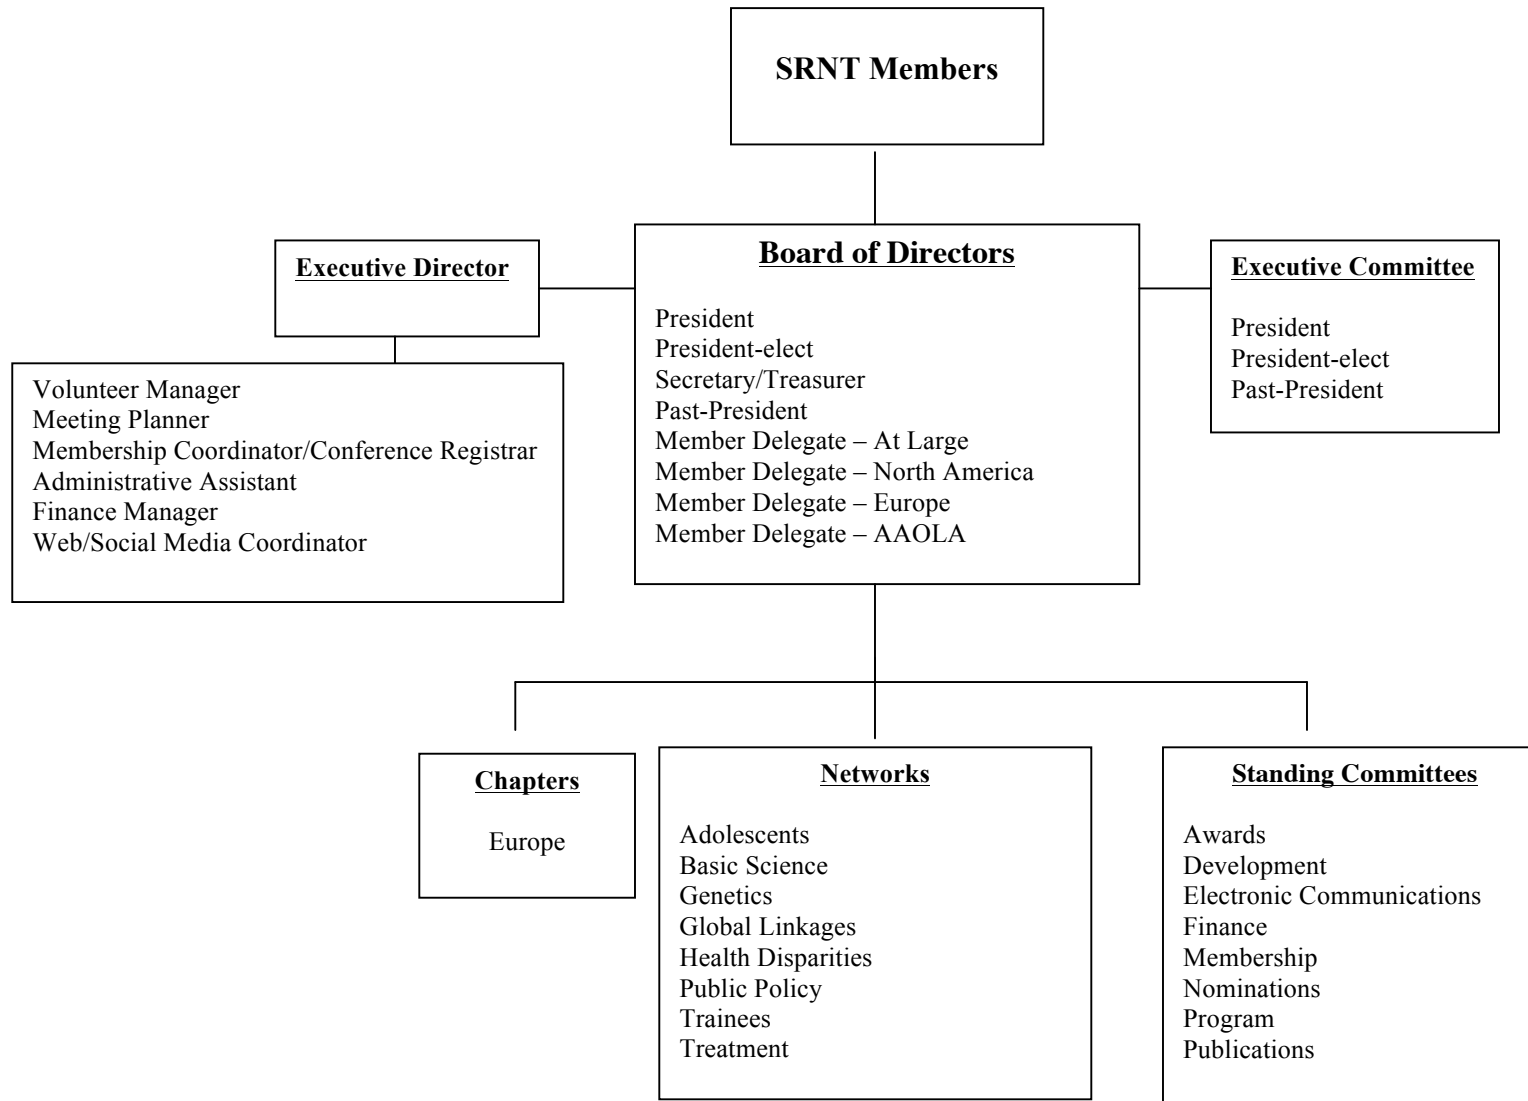 SRNT Members
Executive Director
Volunteer Manager
Meeting Planner
Membership Coordinator/Conference Registrar
Administrative Assistant
Finance Manager
Web/Social Media Coordinator
Board of Directors
President
President-elect
Secretary/Treasurer
Past-President
Member Delegate – At Large
Member Delegate – North America
Member Delegate – Europe
Member Delegate – AAOLA
Executive Committee
President
President-elect
Past-President
Chapters
Europe
Networks
Adolescents
Basic Science
Genetics
Global Linkages
Health Disparities
Public Policy
Trainees
Treatment
Standing Committees
Awards
Development
Electronic Communications
Finance
Membership
Nominations
Program
Publications